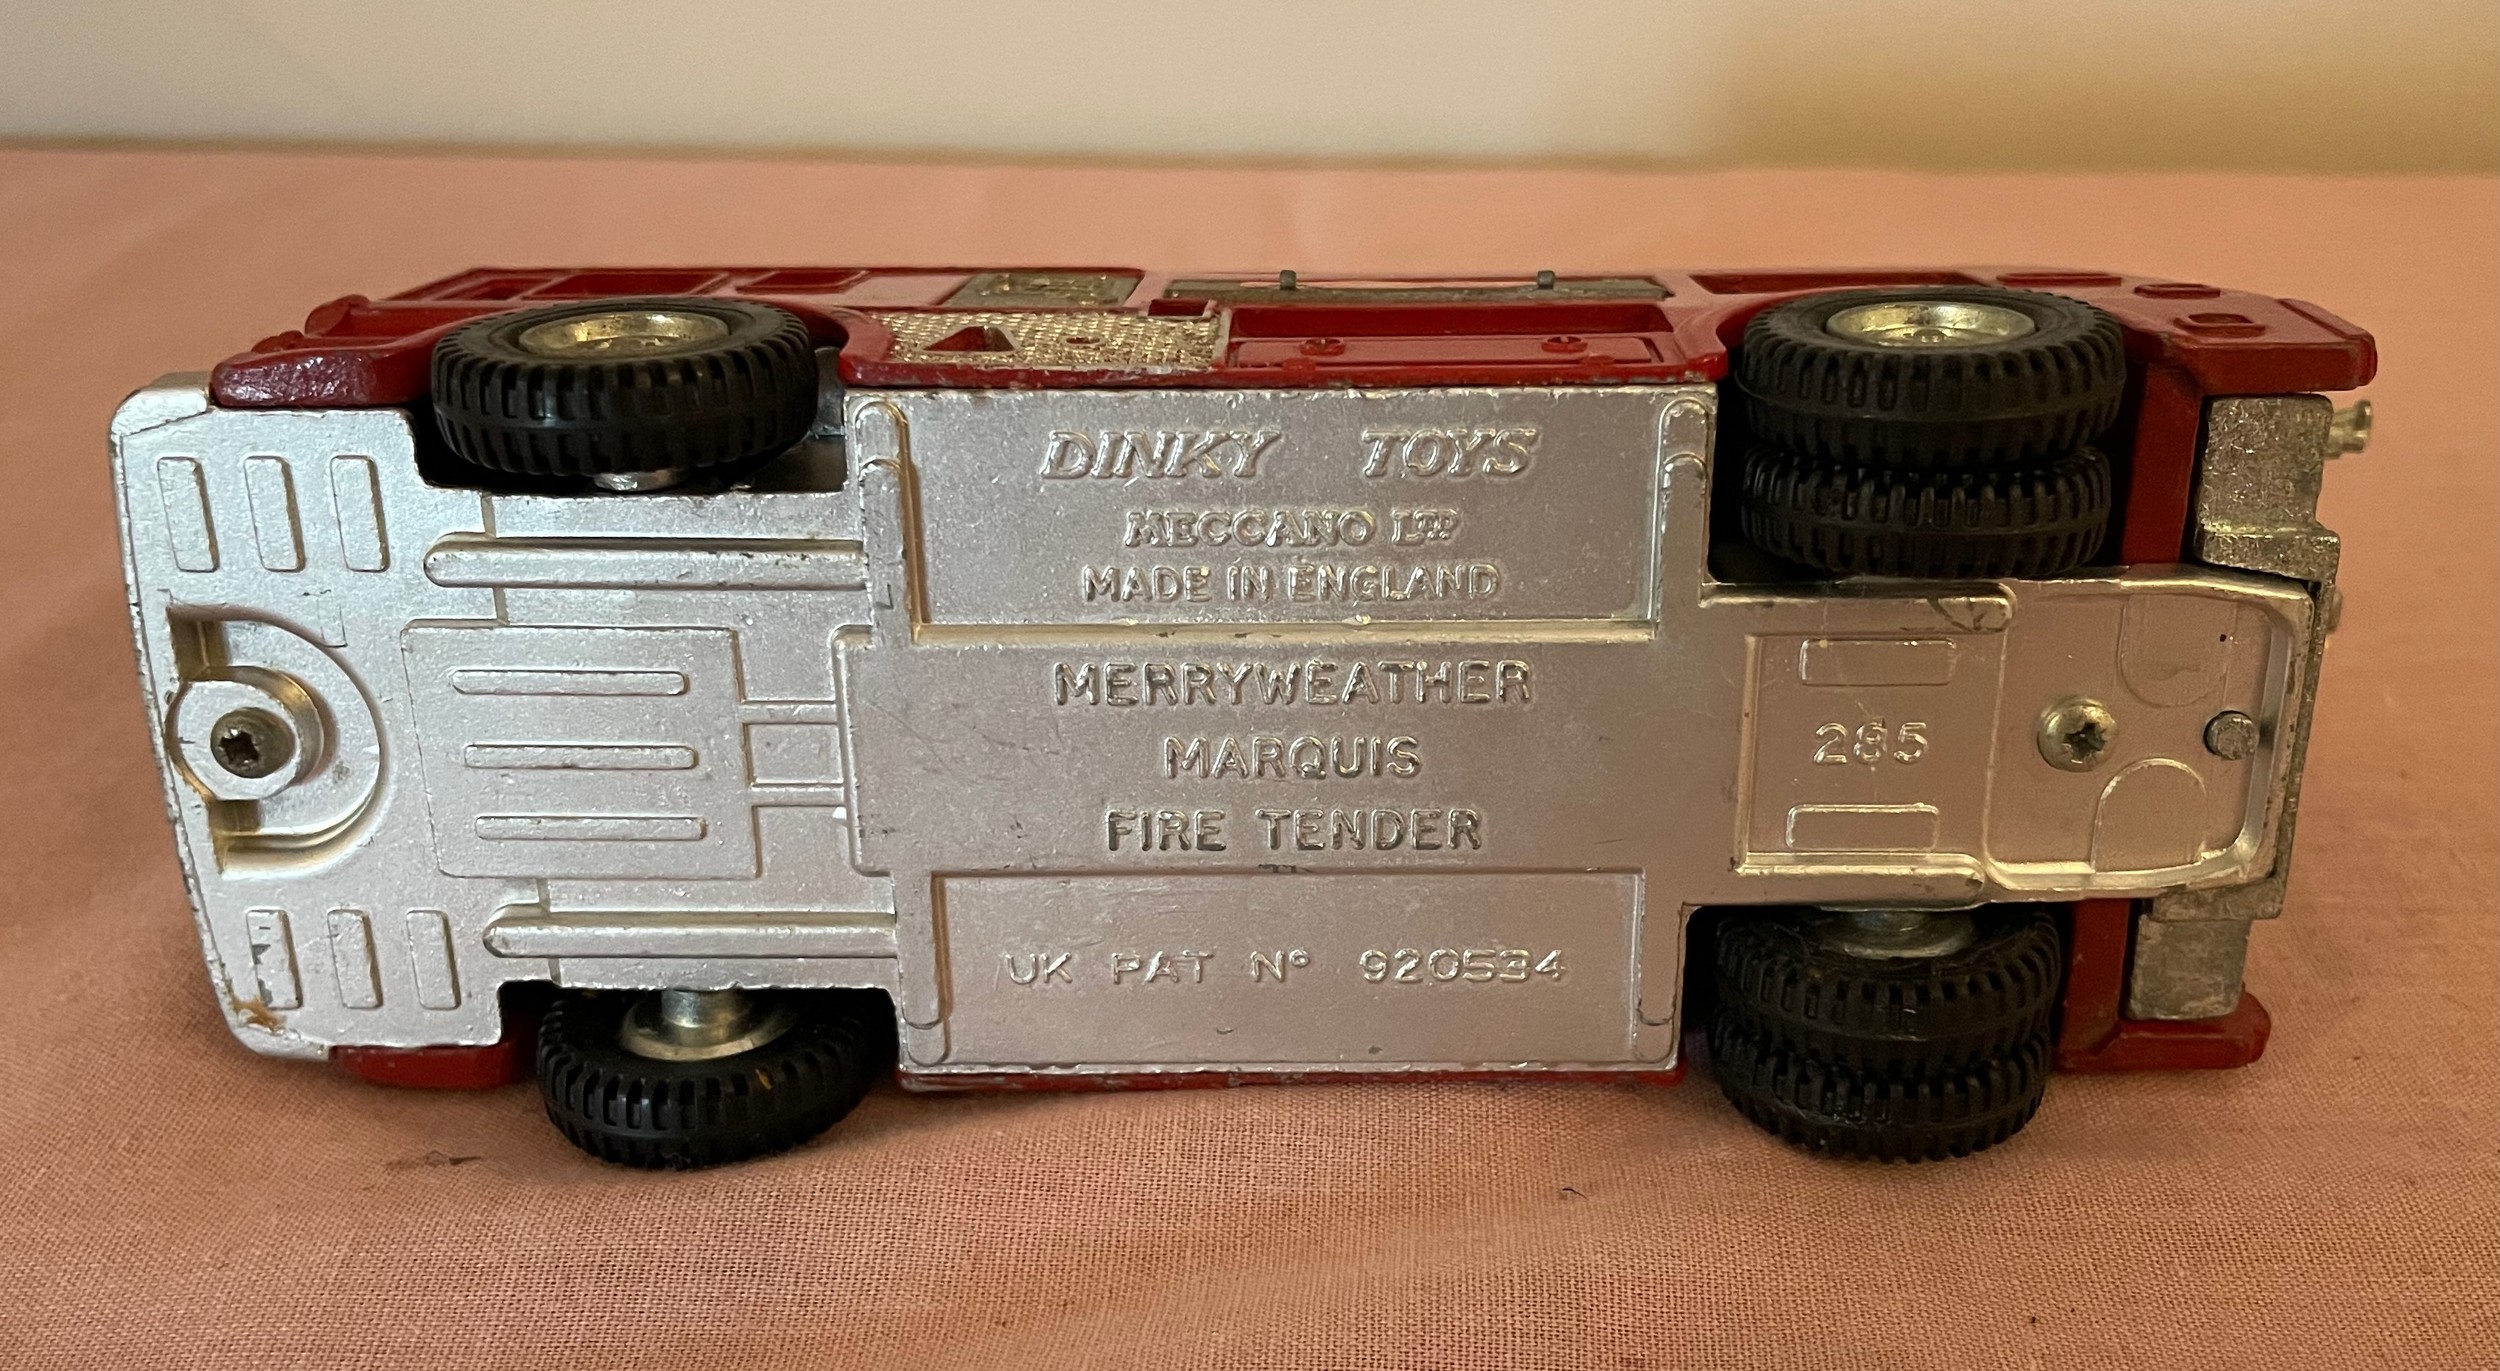 DINKY TOYS
MECCANO LTD
MADE IN ENGLAND
MERRYWEATHER
MARQUIS
FIRE TENDER
285
UK PAT Nº 920534